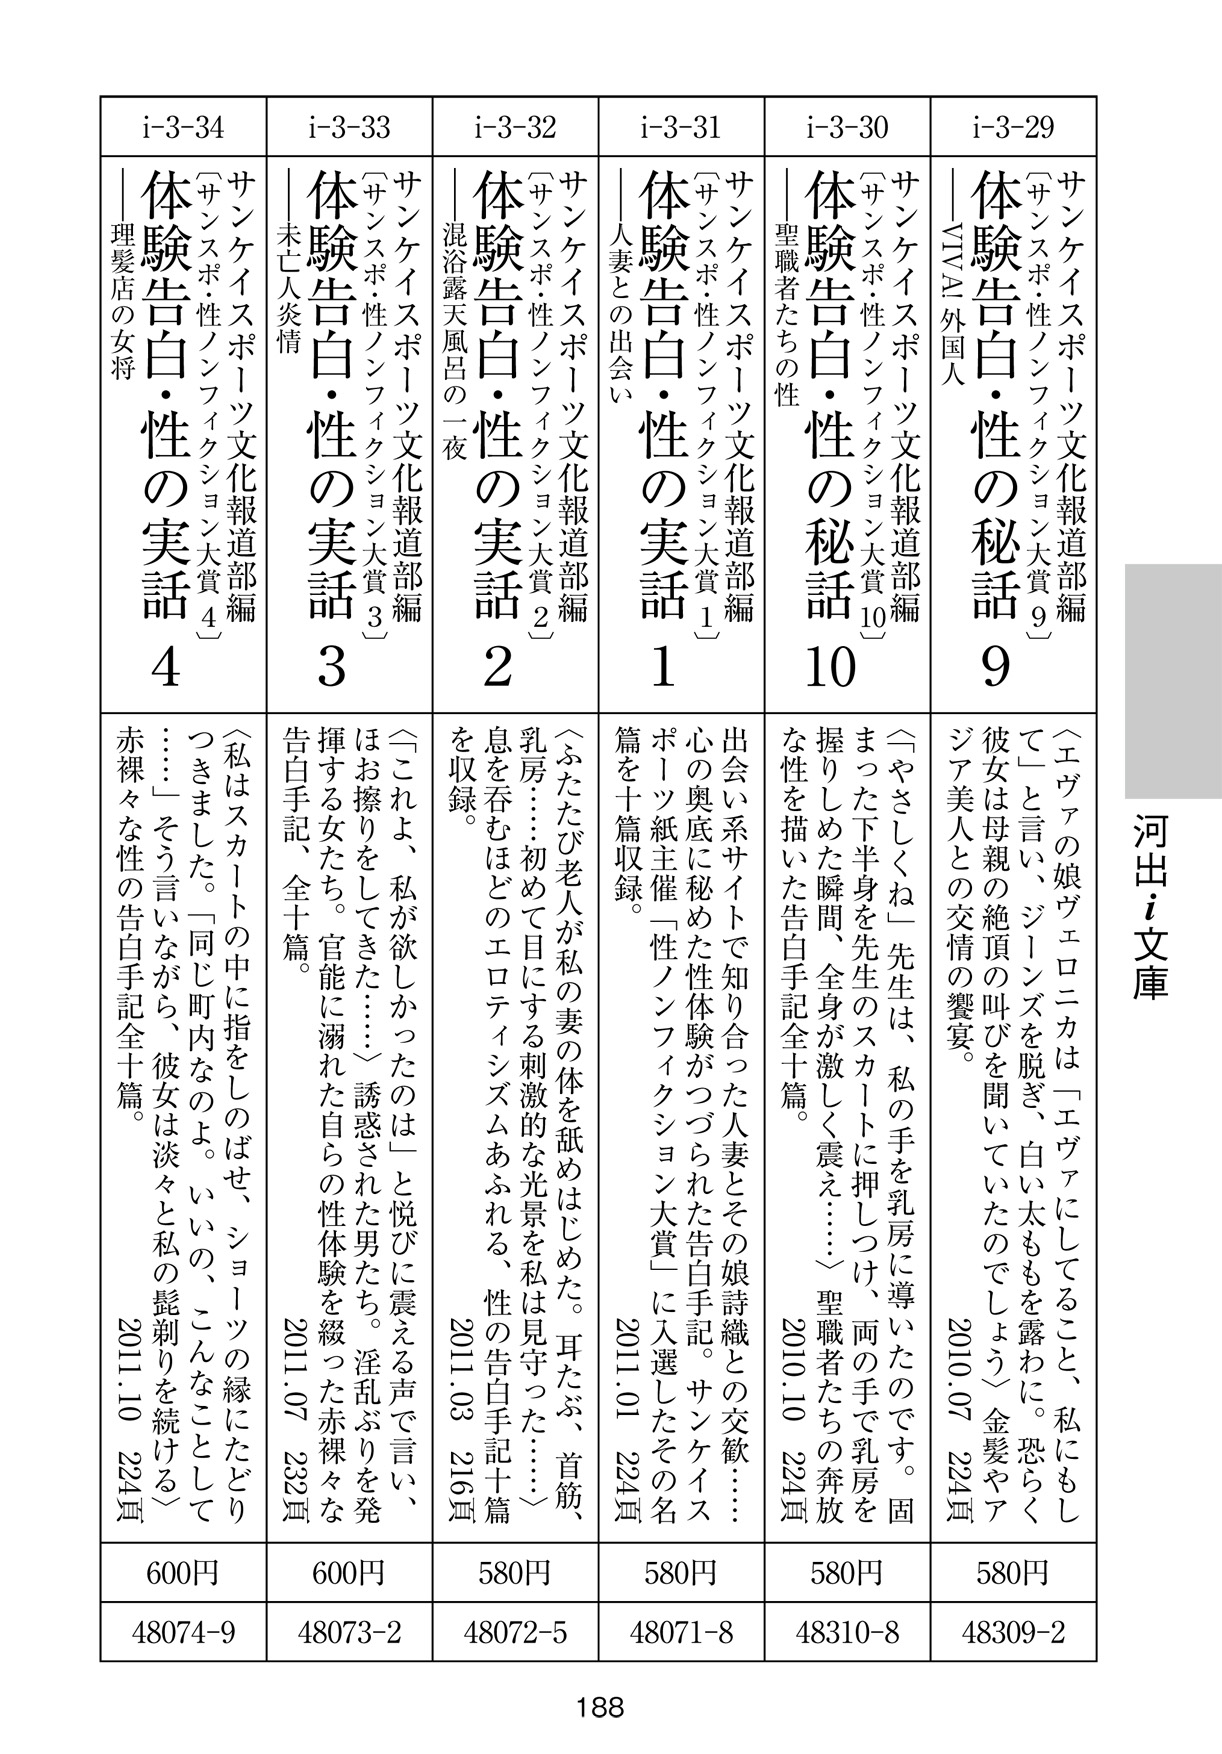 河出i文庫
i-3-29
サンケイスポーツ文化報道部編
〔サンスポ・性ノンフィクション大賞9〕
体験告白・性の秘話 9
――VIVA! 外国人
〈エヴァの娘ヴェロニカは「エヴァにしてること、私にもし
て」と言い、ジーンズを脱ぎ、白い太ももを露わに。恐らく
彼女は母親の絶頂の叫びを聞いていたのでしょう〉金髪やア
ジア美人との交情の饗宴。
2010.07 224頁
580円
48309-2
i-3-30
サンケイスポーツ文化報道部編
〔サンスポ・性ノンフィクション大賞10〕
体験告白・性の秘話 10
――聖職者たちの性
〈「やさしくね」先生は、私の手を乳房に導いたのです。固
まった下半身を先生のスカートに押しつけ、両の手で乳房を
握りしめた瞬間、全身が激しく震え……〉聖職者たちの奔放
な性を描いた告白手記全十篇。
2010.10 224頁
580円
48310-8
i-3-31
サンケイスポーツ文化報道部編
〔サンスポ・性ノンフィクション大賞1〕
体験告白・性の実話 1
――人妻との出会い
出会い系サイトで知り合った人妻とその娘詩織との交歓……
心の奥底に秘めた性体験がつづられた告白手記。サンケイス
ポーツ紙主催「性ノンフィクション大賞」に入選したその名
篇を十篇収録。
2011.01 224頁
580円
48071-8
i-3-32
サンケイスポーツ文化報道部編
〔サンスポ・性ノンフィクション大賞2〕
体験告白・性の実話 2
――混浴露天風呂の一夜
〈ふたたび老人が私の妻の体を舐めはじめた。耳たぶ、首筋、
乳房……初めて目にする刺激的な光景を私は見守った……〉
息を呑むほどのエロティシズムあふれる、性の告白手記十篇
を収録。
2011.03 216頁
580円
48072-5
i-3-33
サンケイスポーツ文化報道部編
〔サンスポ・性ノンフィクション大賞3〕
体験告白・性の実話 3
――未亡人炎情
〈「これよ、私が欲しかったのは」と悦びに震える声で言い、
ほお擦りをしてきた……〉誘惑された男たち。淫乱ぶりを発
揮する女たち。官能に溺れた自らの性体験を綴った赤裸々な
告白手記、全十篇。
2011.07 232頁
600円
48073-2
i-3-34
サンケイスポーツ文化報道部編
〔サンスポ・性ノンフィクション大賞4〕
体験告白・性の実話 4
――理髪店の女将
〈私はスカートの中に指をしのばせ、ショーツの縁にたどり
つきました。「同じ町内なのよ。いいの、こんなことして
……」そう言いながら、彼女は淡々と私の髭剃りを続ける〉
赤裸々な性の告白手記全十篇。
2011.10 224頁
600円
48074-9
188